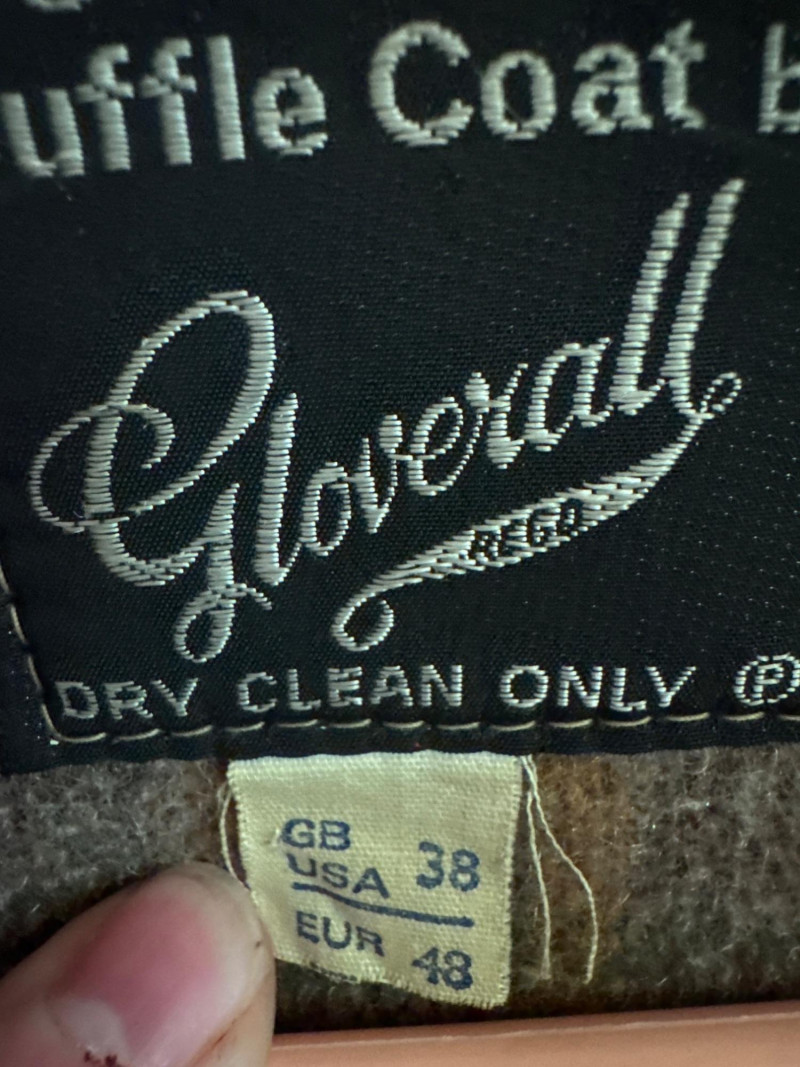 uffle Coat b
Gloverall
REGD
DRY CLEAN ONLY Ⓟ
GB
USA 38
EUR 48